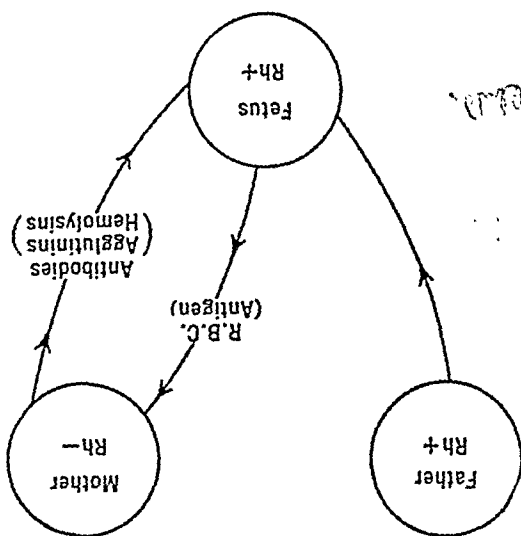 Father
Rh+
Mother
Rh−
R.B.C.
(Antigen)
Antibodies
(Agglutinins
Hemolysins)
Fetus
Rh+